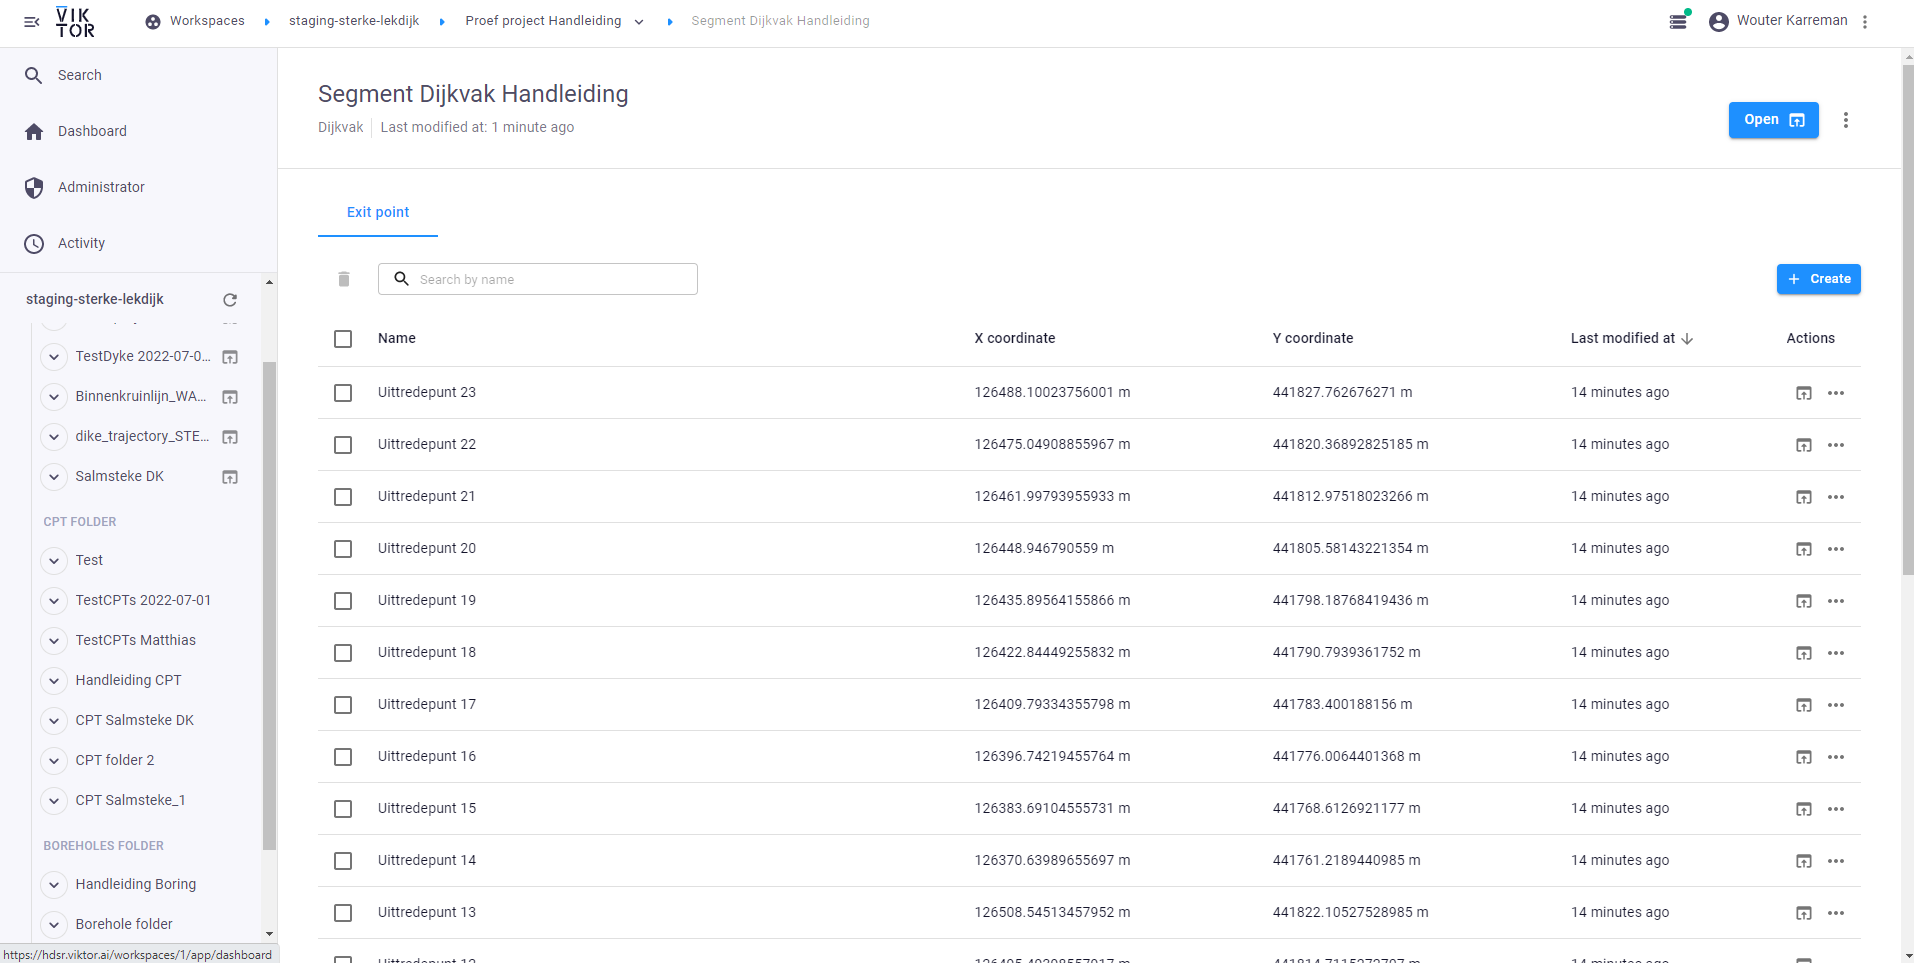 VIKTOR
Workspaces
staging-sterke-lekdijk
Proef project Handleiding
Segment Dijkvak Handleiding
Wouter Karreman
Search
Dashboard
Administrator
Activity
staging-sterke-lekdijk
TestDyke 2022-07-0...
Binnenkruinlijn_WA...
dike_trajectory_STE...
Salmsteke DK
CPT FOLDER
Test
TestCPTs 2022-07-01
TestCPTs Matthias
Handleiding CPT
CPT Salmsteke DK
CPT folder 2
CPT Salmsteke_1
BOREHOLES FOLDER
Handleiding Boring
Borehole folder
https://hdsr.viktor.ai/workspaces/1/app/dashboard
Segment Dijkvak Handleiding
Dijkvak Last modified at: 1 minute ago
Open
Exit point
Search by name
+ Create
Name X coordinate Y coordinate Last modified at Actions
Uittredepunt 23 126488.10023756001 m 441827.762676271 m 14 minutes ago
Uittredepunt 22 126475.04908855967 m 441820.36892825185 m 14 minutes ago
Uittredepunt 21 126461.99793955933 m 441812.97518023266 m 14 minutes ago
Uittredepunt 20 126448.946790559 m 441805.58143221354 m 14 minutes ago
Uittredepunt 19 126435.89564155866 m 441798.18768419436 m 14 minutes ago
Uittredepunt 18 126422.84449255832 m 441790.7939361752 m 14 minutes ago
Uittredepunt 17 126409.79334355798 m 441783.400188156 m 14 minutes ago
Uittredepunt 16 126396.74219455764 m 441776.0064401368 m 14 minutes ago
Uittredepunt 15 126383.69104555731 m 441768.6126921177 m 14 minutes ago
Uittredepunt 14 126370.63989655697 m 441761.2189440985 m 14 minutes ago
Uittredepunt 13 126508.54513457952 m 441822.10527528985 m 14 minutes ago